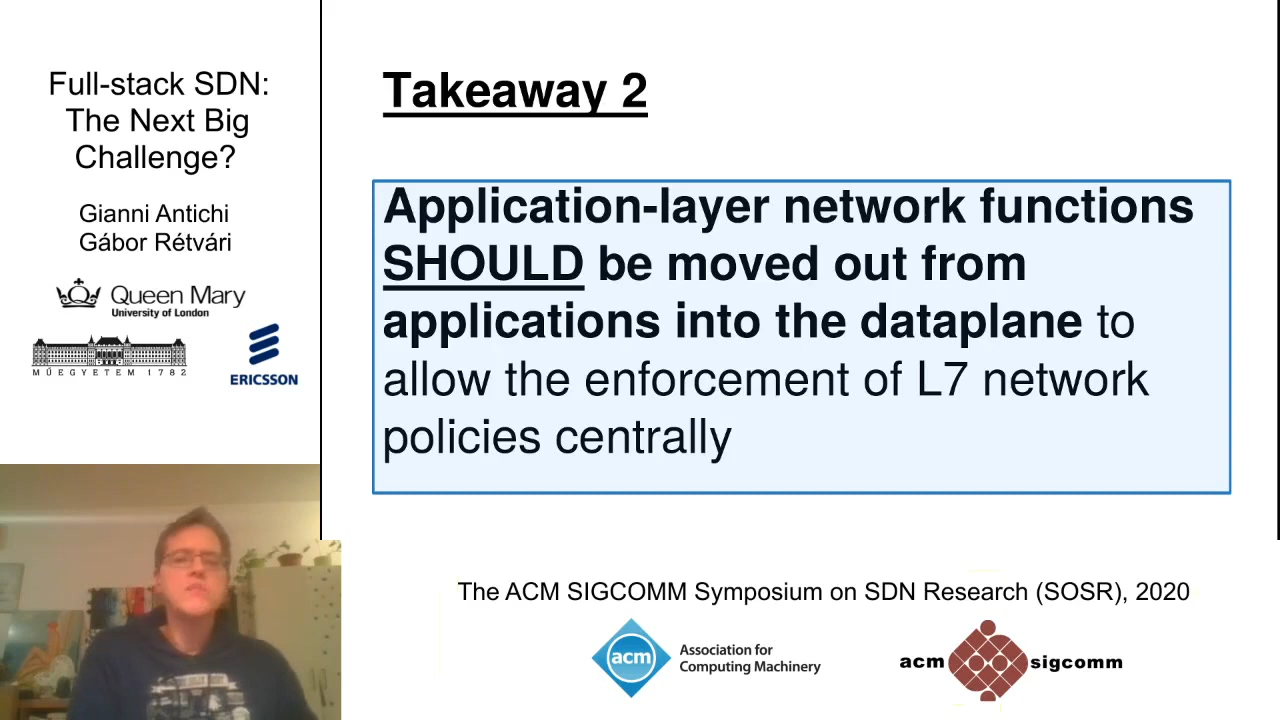 Full-stack SDN:
The Next Big
Challenge?
Gianni Antichi
Gábor Rétvári
Queen Mary
University of London
MŰEGYETEM 1782
ERICSSON
Takeaway 2
Application-layer network functions
SHOULD be moved out from
applications into the dataplane to
allow the enforcement of L7 network
policies centrally
The ACM SIGCOMM Symposium on SDN Research (SOSR), 2020
acm
Association for
Computing Machinery
acm sigcomm